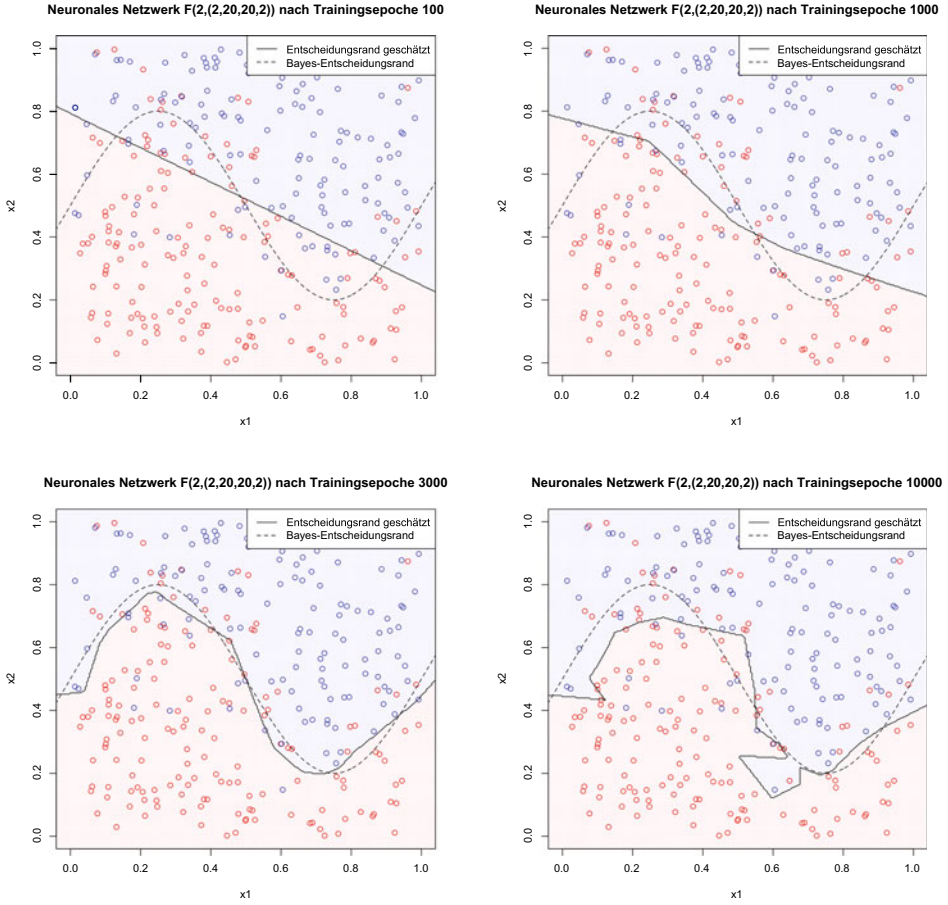 Neuronales Netzwerk F(2,(2,20,20,2)) nach Trainingsepoche 100
Entscheidungsrand geschätzt
Bayes-Entscheidungsrand
x2
0.0 0.2 0.4 0.6 0.8 1.0
0.0 0.2 0.4 0.6 0.8 1.0
x1
Neuronales Netzwerk F(2,(2,20,20,2)) nach Trainingsepoche 1000
Entscheidungsrand geschätzt
Bayes-Entscheidungsrand
x2
0.0 0.2 0.4 0.6 0.8 1.0
0.0 0.2 0.4 0.6 0.8 1.0
x1
Neuronales Netzwerk F(2,(2,20,20,2)) nach Trainingsepoche 3000
Entscheidungsrand geschätzt
Bayes-Entscheidungsrand
x2
0.0 0.2 0.4 0.6 0.8 1.0
0.0 0.2 0.4 0.6 0.8 1.0
x1
Neuronales Netzwerk F(2,(2,20,20,2)) nach Trainingsepoche 10000
Entscheidungsrand geschätzt
Bayes-Entscheidungsrand
x2
0.0 0.2 0.4 0.6 0.8 1.0
0.0 0.2 0.4 0.6 0.8 1.0
x1